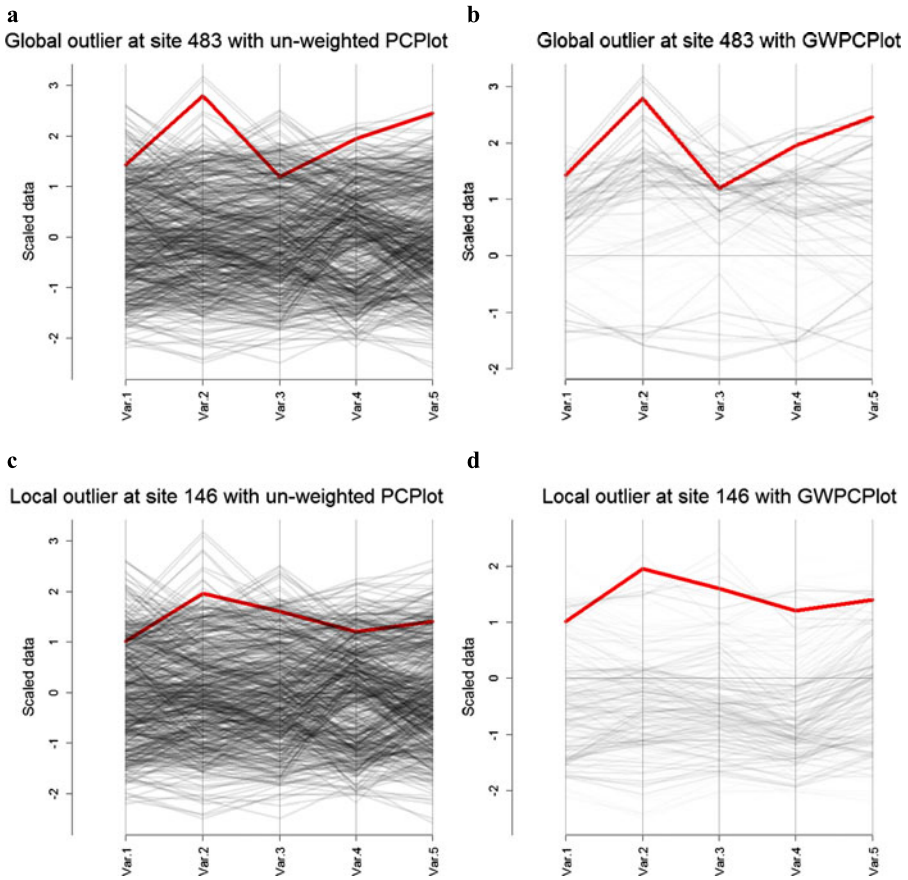 a
Global outlier at site 483 with un-weighted PCPlot
Scaled data
3
2
1
0
-1
-2
Var.1
Var.2
Var.3
Var.4
Var.5
b
Global outlier at site 483 with GWPCPlot
Scaled data
3
2
1
0
-1
-2
Var.1
Var.2
Var.3
Var.4
Var.5
c
Local outlier at site 146 with un-weighted PCPlot
Scaled data
3
2
1
0
-1
-2
Var.1
Var.2
Var.3
Var.4
Var.5
d
Local outlier at site 146 with GWPCPlot
Scaled data
2
1
0
-1
-2
Var.1
Var.2
Var.3
Var.4
Var.5